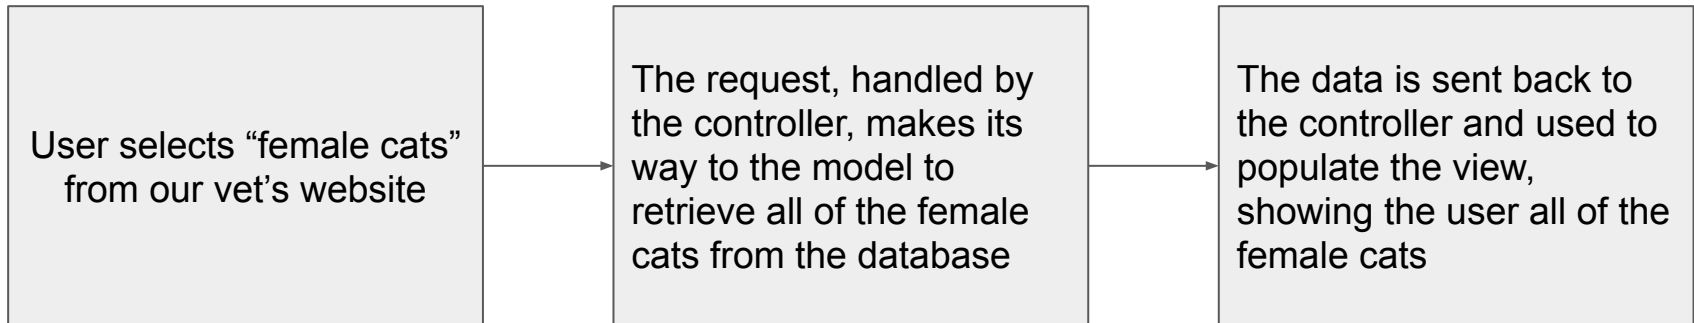 User selects “female cats”
from our vet’s website
The request, handled by
the controller, makes its
way to the model to
retrieve all of the female
cats from the database
The data is sent back to
the controller and used to
populate the view,
showing the user all of the
female cats